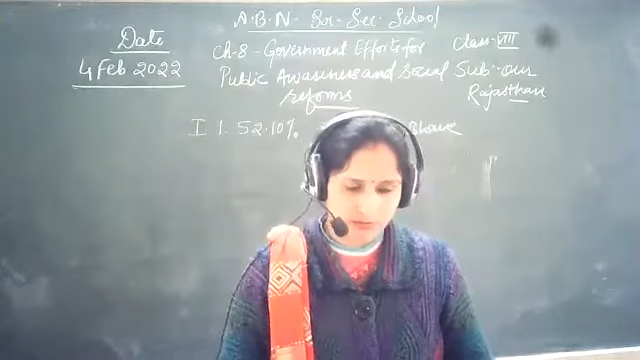 A.B.N. Sr. Sec. School
Date
4 Feb 2022
Ch-8 - Government Efforts for
Public Awareness and Social
reforms
Class - VIII
Sub - our
Rajasthan
I 1. 52.10%